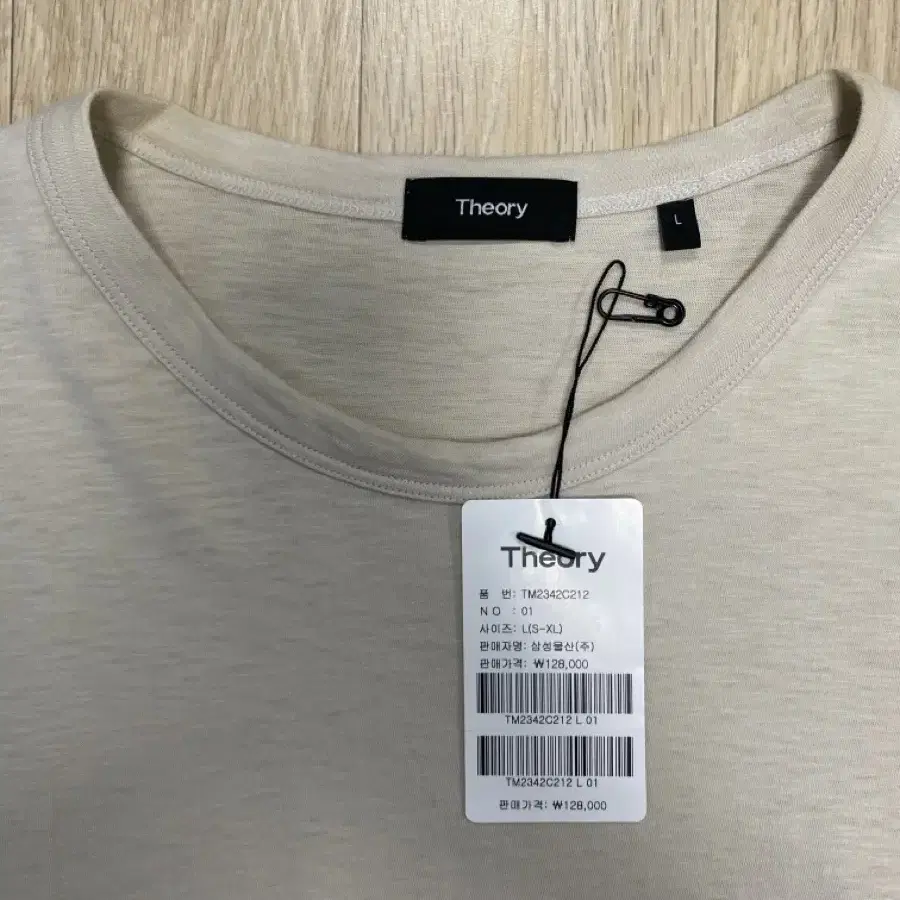 Theory
L
Theory
품 번: TM2342C212
NO : 01
사이즈: L(S-XL)
판매자명: 삼성물산(주)
판매가격: ₩128,000
TM2342C212 L 01
TM2342C212 L 01
판매가격: ₩128,000